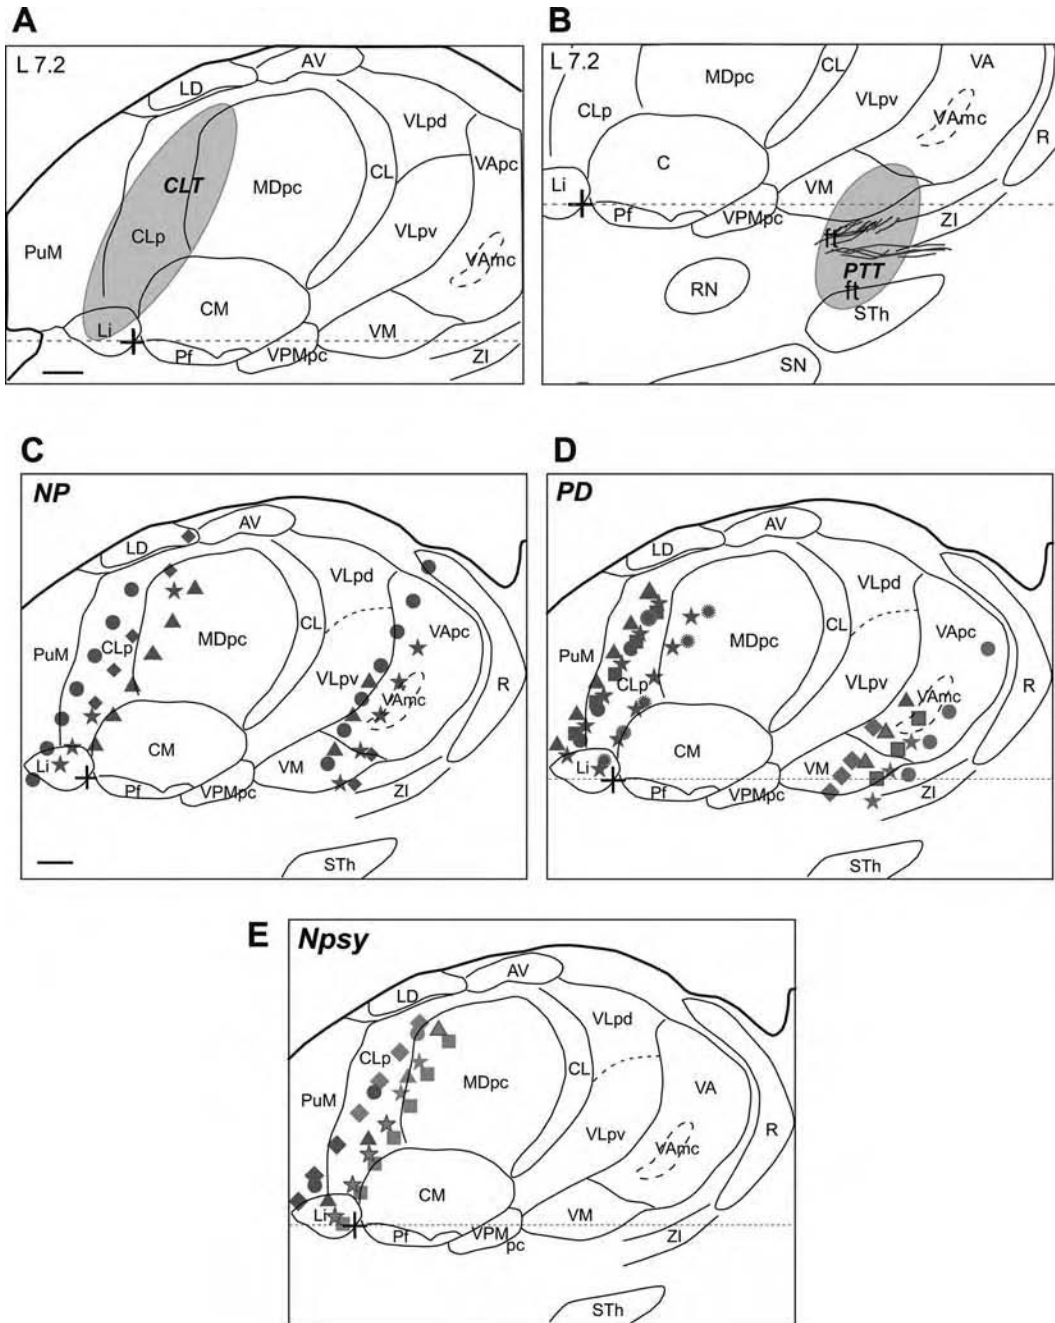 A
L 7.2
AV
LD
VLpd
CLT
CL
VApc
MDpc
CLp
VLpv
PuM
VAmc
CM
Li
VM
Pf
VPMpc
ZI
B
L 7.2
CL
VA
MDpc
VLpv
CLp
VAmc
R
C
Li
VM
Pf
VPMpc
ZI
ft
PTT
ft
RN
STh
SN
C
NP
AV
LD
VLpd
CLp
MDpc
CL
VApc
PuM
VLpv
R
VAmc
CM
Li
VM
Pf
VPMpc
ZI
STh
D
PD
AV
LD
VLpd
CL
VApc
MDpc
PuM
CLp
VLpv
R
VAmc
CM
Li
VM
Pf
VPMpc
ZI
STh
E
Npsy
AV
LD
VLpd
CLp
CL
VA
MDpc
PuM
R
VLpv
VAmc
CM
Li
VM
Pf
VPM
pc
ZI
STh